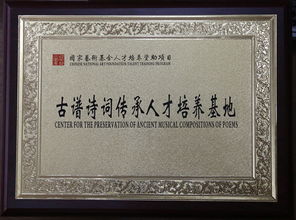 国家藝術基金人才培养资助项目
CHINESE NATIONAL ART FOUNDATION TALENT TRAINING PROGRAM
古谱诗词传承人才培养基地
CENTER FOR THE PRESERVATION OF ANCIENT MUSICAL COMPOSITIONS OF POEMS